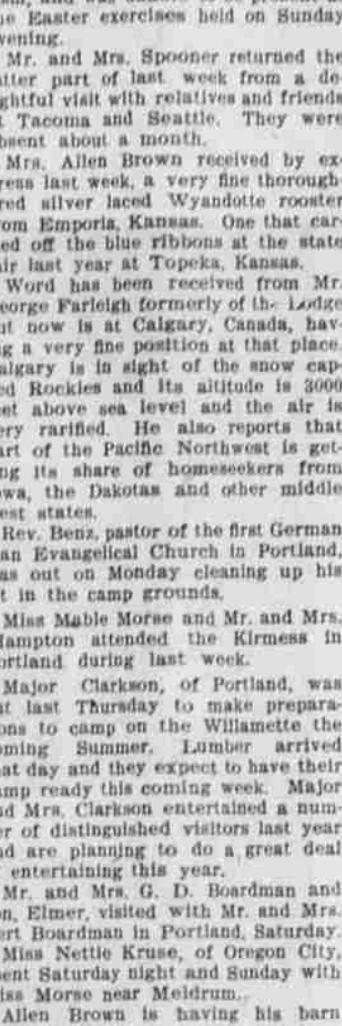 ne Easter exercises held on Sunday
vening.
Mr. and Mrs. Spooner returned the
atter part of last week from a de-
ightful visit with relatives and friends
t Tacoma and Seattle. They were
bsent about a month.
Mrs. Allen Brown received by ex-
ress last week, a very fine thorough-
red silver laced Wyandotte rooster
rom Emporia, Kansas. One that car-
ed off the blue ribbons at the state
air last year at Topeka, Kansas.
Word has been received from Mr.
eorge Farleigh formerly of the Lodge
ut now is at Calgary, Canada, hav-
g a very fine position at that place.
algary is in sight of the snow cap-
ed Rockies and its altitude is 3000
eet above sea level and the air is
ery rarified. He also reports that
art of the Pacific Northwest is get-
ng its share of homeseekers from
owa, the Dakotas and other middle
est states.
Rev. Benz, pastor of the first German
an Evangelical Church in Portland,
as out on Monday cleaning up his
t in the camp grounds.
Miss Mable Morse and Mr. and Mrs.
Hampton attended the Kirmess in
ortland during last week.
Major Clarkson, of Portland, was
ut last Thursday to make prepara-
ons to camp on the Willamette the
oming Summer. Lumber arrived
hat day and they expect to have their
amp ready this coming week. Major
nd Mrs. Clarkson entertained a num-
er of distinguished visitors last year
nd are planning to do a great deal
entertaining this year.
Mr. and Mrs. G. D. Boardman and
on, Elmer, visited with Mr. and Mrs.
ert Boardman in Portland, Saturday.
Miss Nettie Kruse, of Oregon City,
pent Saturday night and Sunday with
iss Morse near Meldrum.
Allen Brown is having his barn